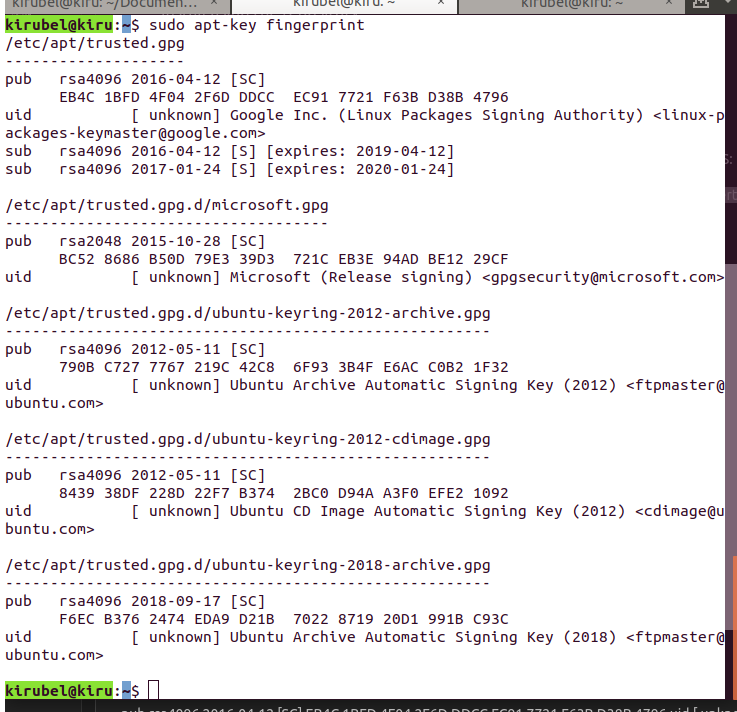 kirubel@kiru: ~/Documen... × kirubel@kiru: ~ × kirubel@kiru: ~ ×
kirubel@kiru:~$ sudo apt-key fingerprint
/etc/apt/trusted.gpg
--------------------
pub   rsa4096 2016-04-12 [SC]
      EB4C 1BFD 4F04 2F6D DDCC  EC91 7721 F63B D38B 4796
uid           [ unknown] Google Inc. (Linux Packages Signing Authority) <linux-p
ackages-keymaster@google.com>
sub   rsa4096 2016-04-12 [S] [expires: 2019-04-12]
sub   rsa4096 2017-01-24 [S] [expires: 2020-01-24]
/etc/apt/trusted.gpg.d/microsoft.gpg
------------------------------------
pub   rsa2048 2015-10-28 [SC]
      BC52 8686 B50D 79E3 39D3  721C EB3E 94AD BE12 29CF
uid           [ unknown] Microsoft (Release signing) <gpgsecurity@microsoft.com>
/etc/apt/trusted.gpg.d/ubuntu-keyring-2012-archive.gpg
------------------------------------------------------
pub   rsa4096 2012-05-11 [SC]
      790B C727 7767 219C 42C8  6F93 3B4F E6AC C0B2 1F32
uid           [ unknown] Ubuntu Archive Automatic Signing Key (2012) <ftpmaster@
ubuntu.com>
/etc/apt/trusted.gpg.d/ubuntu-keyring-2012-cdimage.gpg
------------------------------------------------------
pub   rsa4096 2012-05-11 [SC]
      8439 38DF 228D 22F7 B374  2BC0 D94A A3F0 EFE2 1092
uid           [ unknown] Ubuntu CD Image Automatic Signing Key (2012) <cdimage@u
buntu.com>
/etc/apt/trusted.gpg.d/ubuntu-keyring-2018-archive.gpg
------------------------------------------------------
pub   rsa4096 2018-09-17 [SC]
      F6EC B376 2474 EDA9 D21B  7022 8719 20D1 991B C93C
uid           [ unknown] Ubuntu Archive Automatic Signing Key (2018) <ftpmaster@
ubuntu.com>
kirubel@kiru:~$